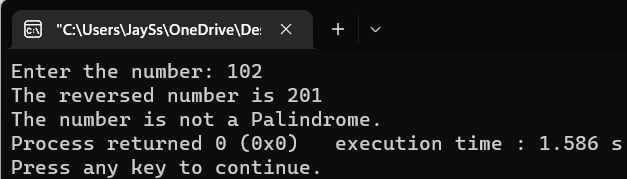 "C:\Users\JaySs\OneDrive\De
Enter the number: 102
The reversed number is 201
The number is not a Palindrome.
Process returned 0 (0x0)   execution time : 1.586 s
Press any key to continue.